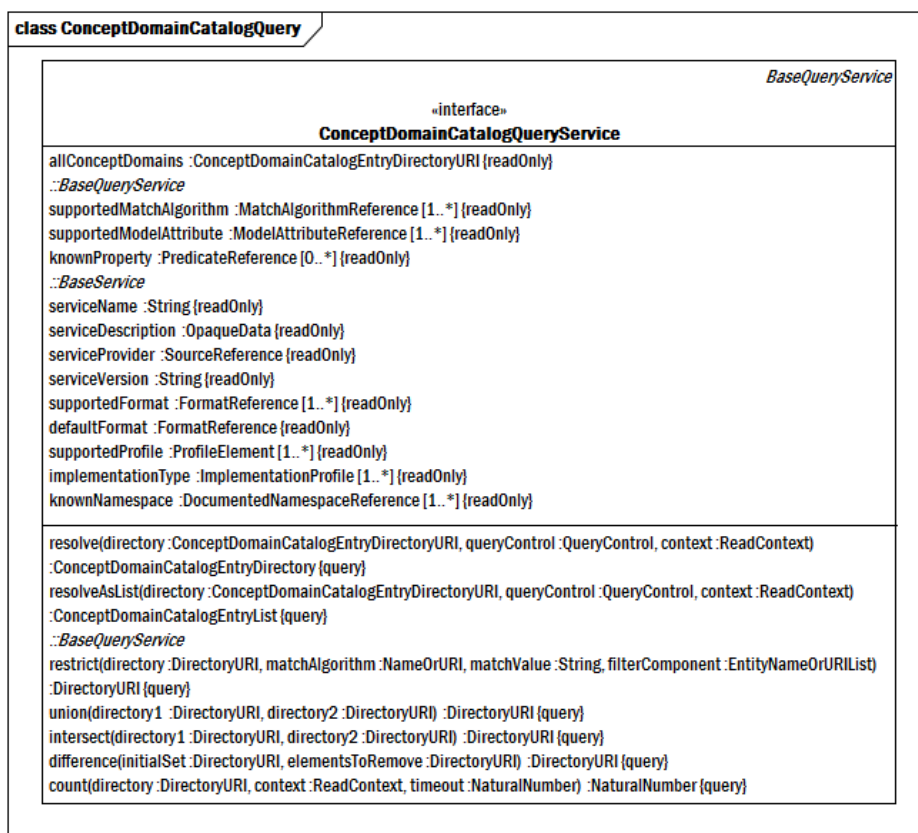 class ConceptDomainCatalogQuery
BaseQueryService
«interface»
ConceptDomainCatalogQueryService
allConceptDomains :ConceptDomainCatalogEntryDirectoryURI {readOnly}
::BaseQueryService
supportedMatchAlgorithm :MatchAlgorithmReference [1..*] {readOnly}
supportedModelAttribute :ModelAttributeReference [1..*] {readOnly}
knownProperty :PredicateReference [0..*] {readOnly}
::BaseService
serviceName :String {readOnly}
serviceDescription :OpaqueData {readOnly}
serviceProvider :SourceReference {readOnly}
serviceVersion :String {readOnly}
supportedFormat :FormatReference [1..*] {readOnly}
defaultFormat :FormatReference {readOnly}
supportedProfile :ProfileElement [1..*] {readOnly}
implementationType :ImplementationProfile [1..*] {readOnly}
knownNamespace :DocumentedNamespaceReference [1..*] {readOnly}
resolve(directory :ConceptDomainCatalogEntryDirectoryURI, queryControl :QueryControl, context :ReadContext)
:ConceptDomainCatalogEntryDirectory {query}
resolveAsList(directory :ConceptDomainCatalogEntryDirectoryURI, queryControl :QueryControl, context :ReadContext)
:ConceptDomainCatalogEntryList {query}
::BaseQueryService
restrict(directory :DirectoryURI, matchAlgorithm :NameOrURI, matchValue :String, filterComponent :EntityNameOrURIList)
:DirectoryURI {query}
union(directory1 :DirectoryURI, directory2 :DirectoryURI) :DirectoryURI {query}
intersect(directory1 :DirectoryURI, directory2 :DirectoryURI) :DirectoryURI {query}
difference(initialSet :DirectoryURI, elementsToRemove :DirectoryURI) :DirectoryURI {query}
count(directory :DirectoryURI, context :ReadContext, timeout :NaturalNumber) :NaturalNumber {query}